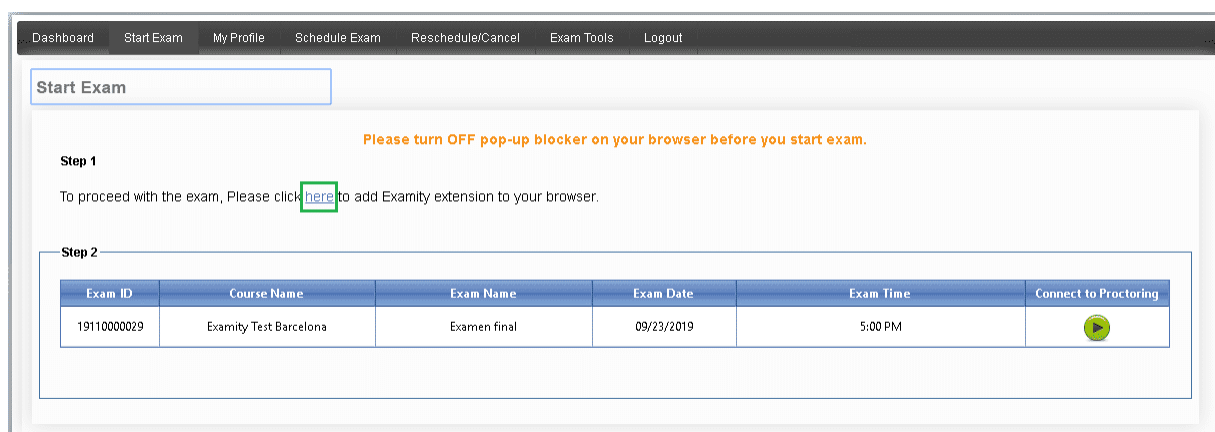 Dashboard Start Exam My Profile Schedule Exam Reschedule/Cancel Exam Tools Logout
Start Exam
Please turn OFF pop-up blocker on your browser before you start exam.
Step 1
To proceed with the exam, Please click here to add Examity extension to your browser.
Step 2
Exam ID Course Name Exam Name Exam Date Exam Time Connect to Proctoring
19110000029 Examity Test Barcelona Examen final 09/23/2019 5:00 PM